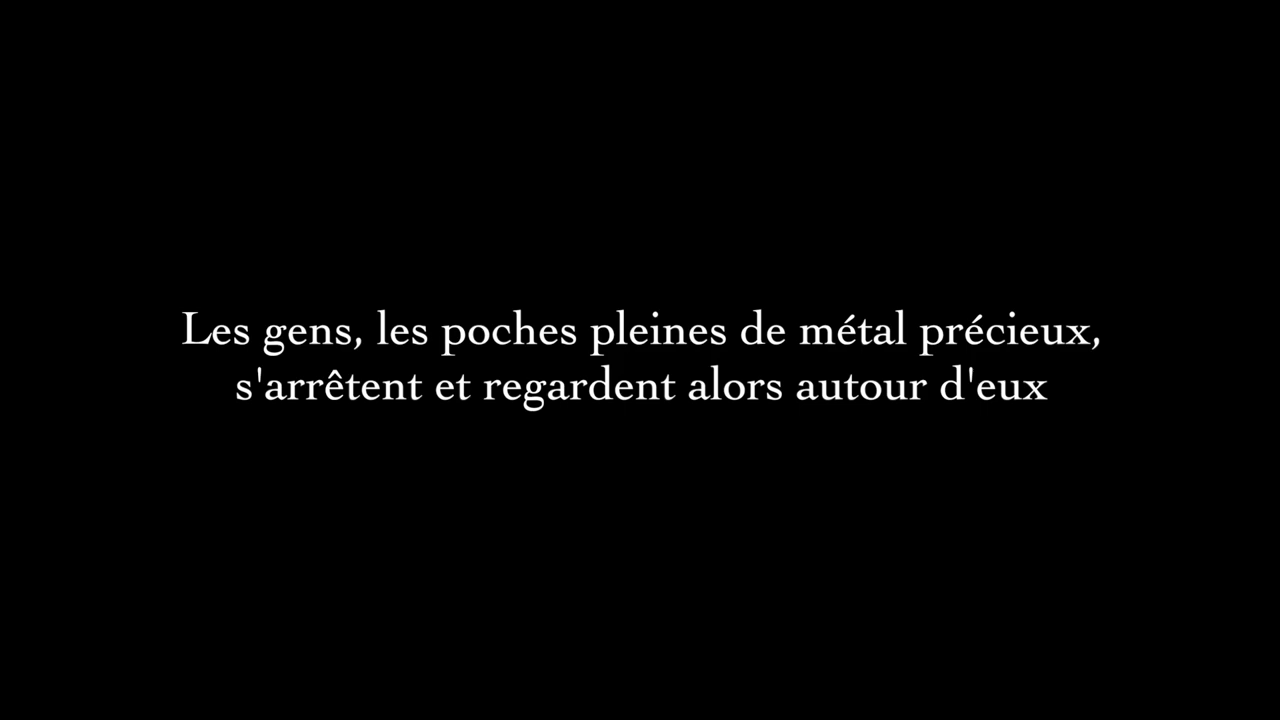 Les gens, les poches pleines de métal précieux,
s'arrêtent et regardent alors autour d'eux